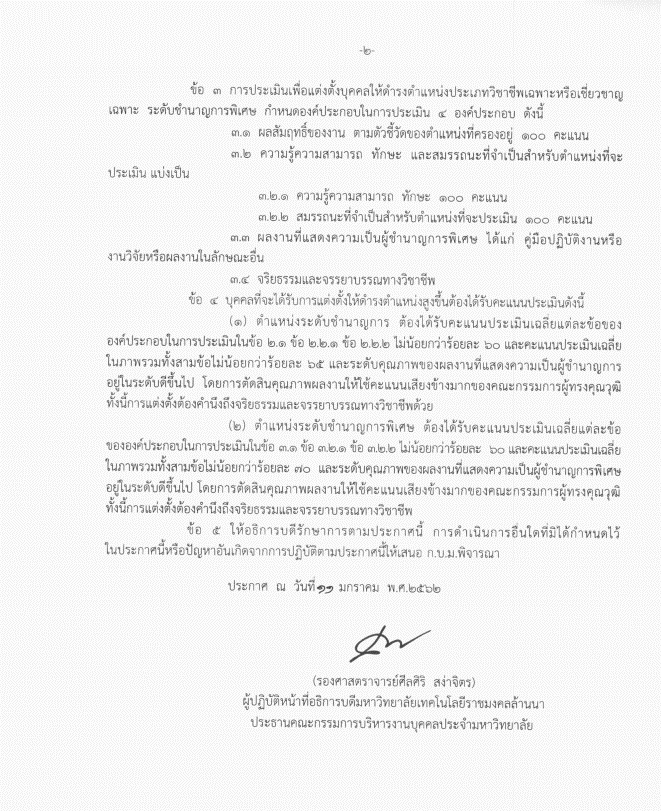 -๒-
ข้อ ๓ การประเมินเพื่อแต่งตั้งบุคคลให้ดำรงตำแหน่งประเภทวิชาชีพเฉพาะหรือเชี่ยวชาญ
เฉพาะ ระดับชำนาญการพิเศษ กำหนดองค์ประกอบในการประเมิน ๔ องค์ประกอบ ดังนี้
๓.๑ ผลสัมฤทธิ์ของงาน ตามตัวชี้วัดของตำแหน่งที่ครองอยู่ ๑๐๐ คะแนน
๓.๒ ความรู้ความสามารถ ทักษะ และสมรรถนะที่จำเป็นสำหรับตำแหน่งที่จะ
ประเมิน แบ่งเป็น
๓.๒.๑ ความรู้ความสามารถ ทักษะ ๑๐๐ คะแนน
๓.๒.๒ สมรรถนะที่จำเป็นสำหรับตำแหน่งที่จะประเมิน ๑๐๐ คะแนน
๓.๓ ผลงานที่แสดงความเป็นผู้ชำนาญการพิเศษ ได้แก่ คู่มือปฏิบัติงานหรือ
งานวิจัยหรือผลงานในลักษณะอื่น
๓.๔ จริยธรรมและจรรยาบรรณทางวิชาชีพ
ข้อ ๔ บุคคลที่จะได้รับการแต่งตั้งให้ดำรงตำแหน่งสูงขึ้นต้องได้รับคะแนนประเมินดังนี้
(๑) ตำแหน่งระดับชำนาญการ ต้องได้รับคะแนนประเมินเฉลี่ยแต่ละข้อของ
องค์ประกอบในการประเมินในข้อ ๒.๑ ข้อ ๒.๒.๑ ข้อ ๒.๒.๒ ไม่น้อยกว่าร้อยละ ๖๐ และคะแนนประเมินเฉลี่ย
ในภาพรวมทั้งสามข้อไม่น้อยกว่าร้อยละ ๖๕ และระดับคุณภาพของผลงานที่แสดงความเป็นผู้ชำนาญการ
อยู่ในระดับดีขึ้นไป โดยการตัดสินคุณภาพผลงานให้ใช้คะแนนเสียงข้างมากของคณะกรรมการผู้ทรงคุณวุฒิ
ทั้งนี้การแต่งตั้งต้องคำนึงถึงจริยธรรมและจรรยาบรรณทางวิชาชีพด้วย
(๒) ตำแหน่งระดับชำนาญการพิเศษ ต้องได้รับคะแนนประเมินเฉลี่ยแต่ละข้อ
ขององค์ประกอบในการประเมินในข้อ ๓.๑ ข้อ ๓.๒.๑ ข้อ ๓.๒.๒ ไม่น้อยกว่าร้อยละ ๖๐ และคะแนนประเมินเฉลี่ย
ในภาพรวมทั้งสามข้อไม่น้อยกว่าร้อยละ ๗๐ และระดับคุณภาพของผลงานที่แสดงความเป็นผู้ชำนาญการพิเศษ
อยู่ในระดับดีขึ้นไป โดยการตัดสินคุณภาพผลงานให้ใช้คะแนนเสียงข้างมากของคณะกรรมการผู้ทรงคุณวุฒิ
ทั้งนี้การแต่งตั้งต้องคำนึงถึงจริยธรรมและจรรยาบรรณทางวิชาชีพ
ข้อ ๕ ให้อธิการบดีรักษาการตามประกาศนี้ การดำเนินการอื่นใดที่มิได้กำหนดไว้
ในประกาศนี้หรือปัญหาอันเกิดจากการปฏิบัติตามประกาศนี้ให้เสนอ ก.บ.ม.พิจารณา
ประกาศ ณ วันที่ ๑๑ มกราคม พ.ศ.๒๕๖๒
(รองศาสตราจารย์ศีลศิริ สง่าจิตร)
ผู้ปฏิบัติหน้าที่อธิการบดีมหาวิทยาลัยเทคโนโลยีราชมงคลล้านนา
ประธานคณะกรรมการบริหารงานบุคคลประจำมหาวิทยาลัย